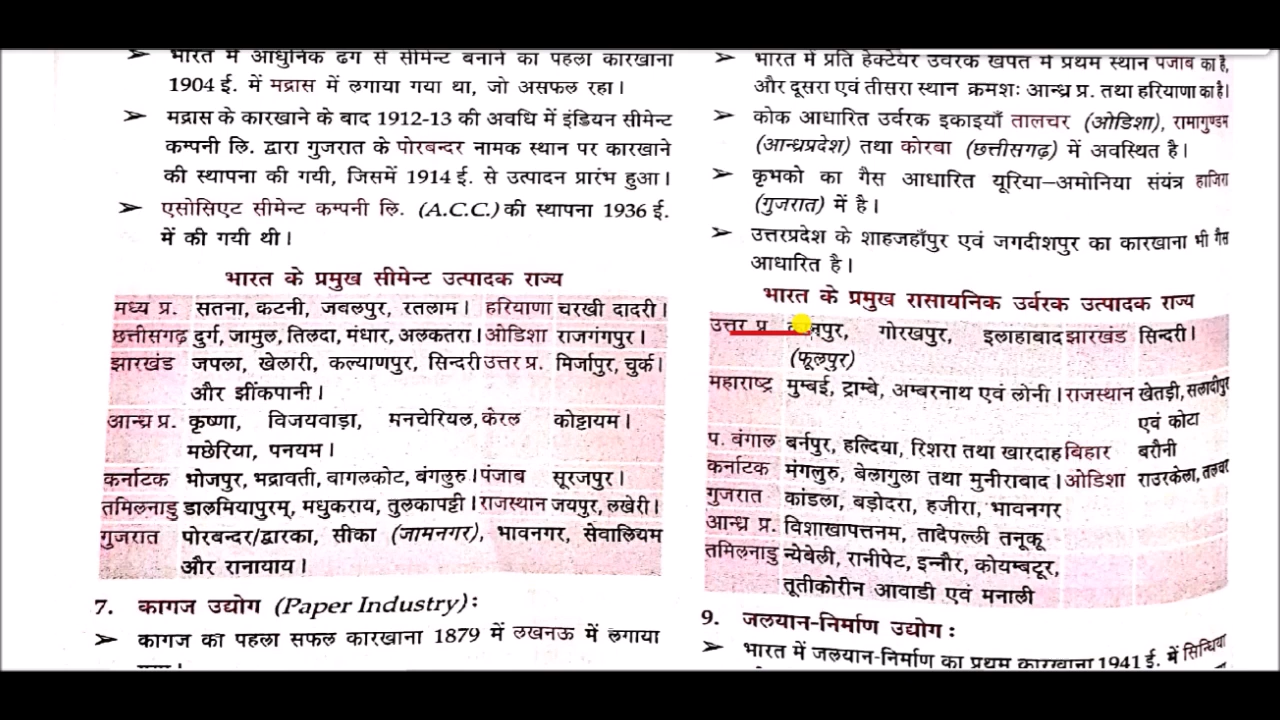 भारत में आधुनिक ढंग से सीमेन्ट बनाने का पहला कारखाना
1904 ई. में मद्रास में लगाया गया था, जो असफल रहा।
➢ मद्रास के कारखाने के बाद 1912-13 की अवधि में इंडियन सीमेन्ट
कम्पनी लि. द्वारा गुजरात के पोरबन्दर नामक स्थान पर कारखाने
की स्थापना की गयी, जिसमें 1914 ई. से उत्पादन प्रारंभ हुआ।
➢ एसोसिएट सीमेन्ट कम्पनी लि. (A.C.C.) की स्थापना 1936 ई.
में की गयी थी।
भारत के प्रमुख सीमेन्ट उत्पादक राज्य
मध्य प्र. सतना, कटनी, जबलपुर, रतलाम। हरियाणा चरखी दादरी।
छत्तीसगढ़ दुर्ग, जामुल, तिलदा, मंधार, अलकतरा। ओडिशा राजगंगपुर।
झारखंड जपला, खेलारी, कल्याणपुर, सिन्दरी उत्तर प्र. मिर्जापुर, चुर्क।
और झींकपानी।
आन्ध्र प्र. कृष्णा, विजयवाड़ा, मनचेरियल, केरल कोट्टायम।
मछेरिया, पनयम।
कर्नाटक भोजपुर, भद्रावती, बागलकोट, बंगलुरु। पंजाब सूरजपुर।
तमिलनाडु डालमियापुरम्, मधुकराय, तुलकापट्टी। राजस्थान जयपुर, लखेरी।
गुजरात पोरबन्दर/द्वारका, सीका (जामनगर), भावनगर, सेवालियम
और रानायाय।
7. कागज उद्योग (Paper Industry):
➢ कागज का पहला सफल कारखाना 1879 में लखनऊ में लगाया
➢ भारत में प्रति हेक्टेयर उर्वरक खपत में प्रथम स्थान पंजाब का है,
और दूसरा एवं तीसरा स्थान क्रमशः आन्ध्र प्र. तथा हरियाणा का है।
➢ कोक आधारित उर्वरक इकाइयाँ तालचर (ओडिशा), रामागुण्डम
(आन्ध्रप्रदेश) तथा कोरबा (छत्तीसगढ़) में अवस्थित है।
➢ कृभको का गैस आधारित यूरिया–अमोनिया संयंत्र हाजिरा
(गुजरात) में है।
➢ उत्तरप्रदेश के शाहजहाँपुर एवं जगदीशपुर का कारखाना भी गैस
आधारित है।
भारत के प्रमुख रासायनिक उर्वरक उत्पादक राज्य
उत्तर प्र. गोरखपुर, इलाहाबाद झारखंड सिन्दरी।
(फूलपुर)
महाराष्ट्र मुम्बई, ट्राम्बे, अम्बरनाथ एवं लोनी। राजस्थान खेतड़ी, सलादीपुर
एवं कोटा
प. बंगाल बर्नपुर, हल्दिया, रिशरा तथा खारदाह बिहार बरौनी
कर्नाटक मंगलुरु, बेलागुला तथा मुनीराबाद। ओडिशा राउरकेला,
गुजरात कांडला, बड़ोदरा, हजीरा, भावनगर
आन्ध्र प्र. विशाखापत्तनम, तादेपल्ली तनूकू
तमिलनाडु न्येबेली, रानीपेट, इन्नौर, कोयम्बटूर,
तूतीकोरीन आवाडी एवं मनाली
9. जलयान-निर्माण उद्योग :
➢ भारत में जलयान-निर्माण का प्रथम कारखाना 1941 ई. में सिन्धिया